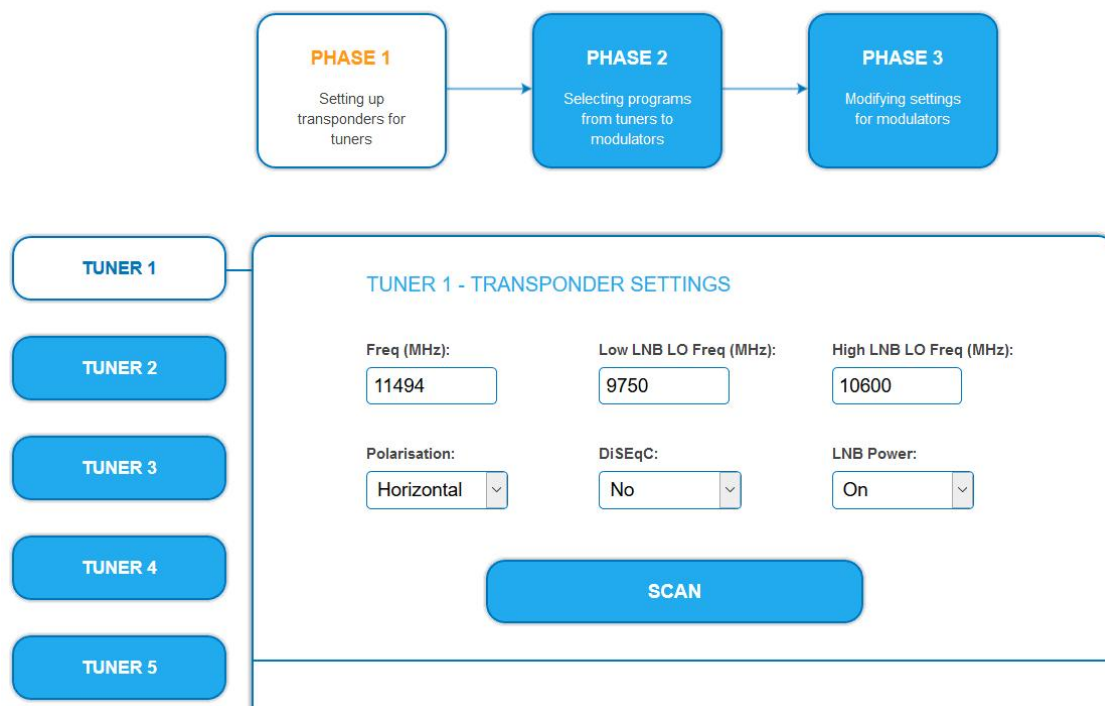 PHASE 1
Setting up
transponders for
tuners
PHASE 2
Selecting programs
from tuners to
modulators
PHASE 3
Modifying settings
for modulators
TUNER 1
TUNER 2
TUNER 3
TUNER 4
TUNER 5
TUNER 1 - TRANSPONDER SETTINGS
Freq (MHz): Low LNB LO Freq (MHz): High LNB LO Freq (MHz):
11494 9750 10600
Polarisation: DiSEqC: LNB Power:
Horizontal No On
SCAN